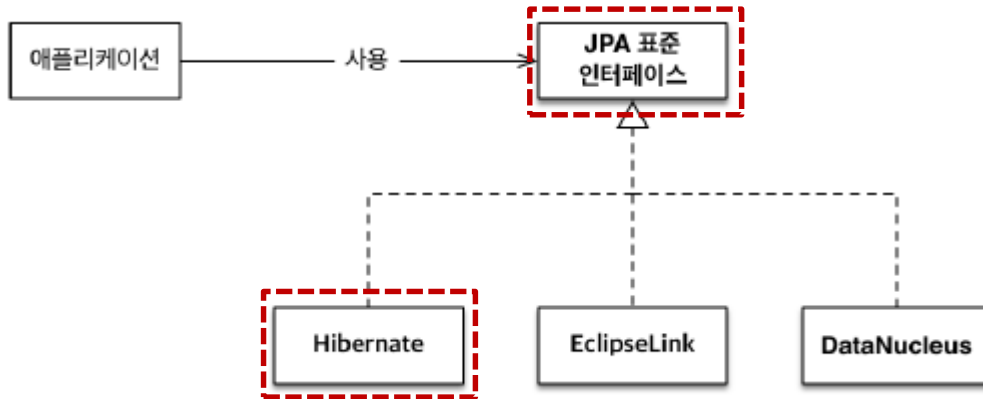 애플리케이션
사용
JPA 표준
인터페이스
Hibernate
EclipseLink
DataNucleus